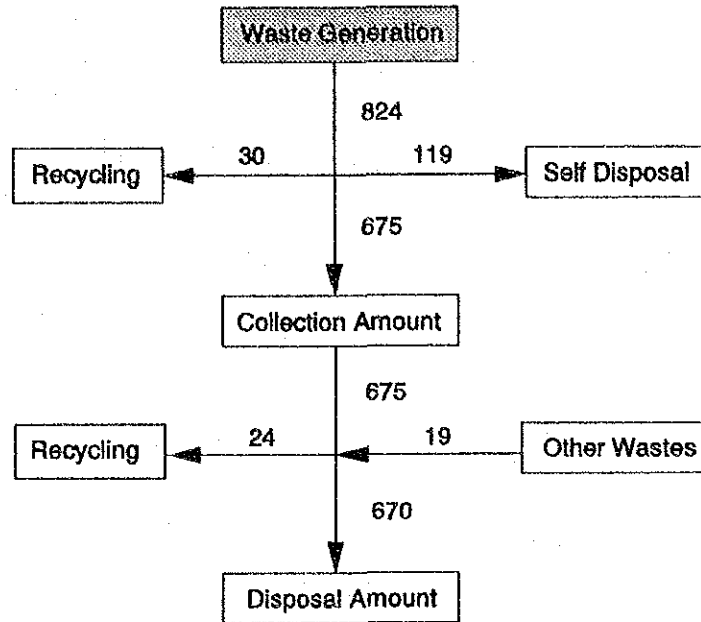 Waste Generation
824
30
119
Recycling
Self Disposal
675
Collection Amount
675
24
19
Recycling
Other Wastes
670
Disposal Amount